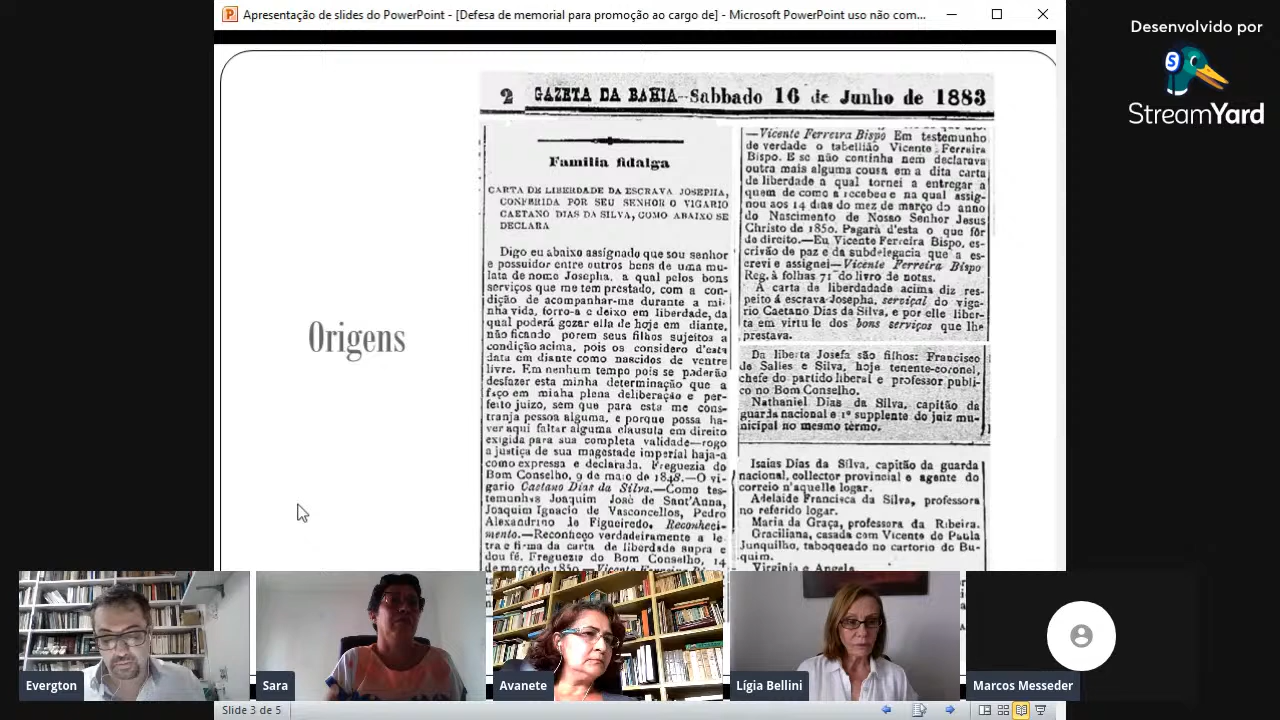 Apresentação de slides do PowerPoint - [Defesa de memorial para promoção ao cargo de] - Microsoft PowerPoint uso não com...
Desenvolvido por
StreamYard
Origens
2 GAZETA DA BAHIA--Sabbado 16 de Junho de 1883
Familia fidalga
CARTA DE LIBERDADE DA ESCRAVA JOSEPHA,
CONFERIDA POR SEU SENHOR O VIGARIO
CAETANO DIAS DA SILVA, COMO ABAIXO SE
DECLARA
Digo eu abaixo assignado que sou senhor
e possuidor entre outros bens de uma mu-
lata de nome Josepha, a qual pelos bons
serviços que me tem prestado, com a con-
dição de acompanhar-me durante a mi-
nha vida, forro-a e deixo em liberdade, da
qual poderá gozar ella de hoje em diante,
não ficando porem seus filhos sujeitos a
condição acima, pois os considero d'esta
data em diante como nascidos de ventre
livre. Em nenhum tempo pois se poderão
desfazer esta minha determinação que a
faço em minha plena deliberação e per-
feito juizo, sem que para esta me cons-
tranja pessoa alguma, e porque possa ha-
ver aqui faltar alguma clausula em direito
exigida para sua completa validade—rogo
a justiça de sua magestade imperial haja-a
como expressa e declarada. Freguezia do
Bom Conselho, 9 de maio de 1848.—O vi-
gario Caetano Dias da Silva.—Como tes-
temunhas Joaquim José de Sant'Anna,
Joaquim Ignacio de Vasconcellos, Pedro
Alexandrino de Figueiredo. Reconheci-
mento.—Reconheço verdadeiramente a le-
tra e firma da carta de liberdade supra e
dou fé. Freguezia do Bom Conselho, 14
de março de 1850.—Vicente Ferreira
—Vicente Ferreira Bispo Em testemunho
de verdade o tabellião Vicente Ferreira
Bispo. E se não continha nem declarava
outra mais alguma cousa em a dita carta
de liberdade a qual tornei a entregar a
quem de como a recebeu e na qual assig-
nou aos 14 dias do mez de março do anno
do Nascimento de Nosso Senhor Jesus
Christo de 1850. Pagará d'esta o que fôr
de direito.—Eu Vicente Ferreira Bispo, es-
crivão de paz e da subdelegacia que a es-
crevi e assignei—Vicente Ferreira Bispo
Reg. à folhas 71 do livro de notas.
A carta de liberdadade acima diz res-
peito á escrava Josepha, serviçal do viga-
rio Caetano Dias da Silva, e por elle liber-
ta em virtude dos bons serviços que lhe
prestava.
Da liberta Josefa são filhos: Francisco
de Salles e Silva, hoje tenente-coronel,
chefe do partido liberal e professor publi-
co no Bom Conselho.
Nathaniel Dias da Silva, capitão da
guarda nacional e 1º supplente do juiz mu-
nicipal no mesmo termo.
Isaias Dias da Silva, capitão da guarda
nacional, collector provincial e agente do
correio n'aquelle logar.
Adelaide Francisca da Silva, professora
no referido logar.
Maria da Graça, professora da Ribeira.
Graciliana, casada com Vicente de Paula
Junquilho, taboqueado no cartorio do Bu-
quim.
Virginia e Angela.
Evergton
Sara
Avanete
Lígia Bellini
Marcos Messeder
Slide 3 de 5